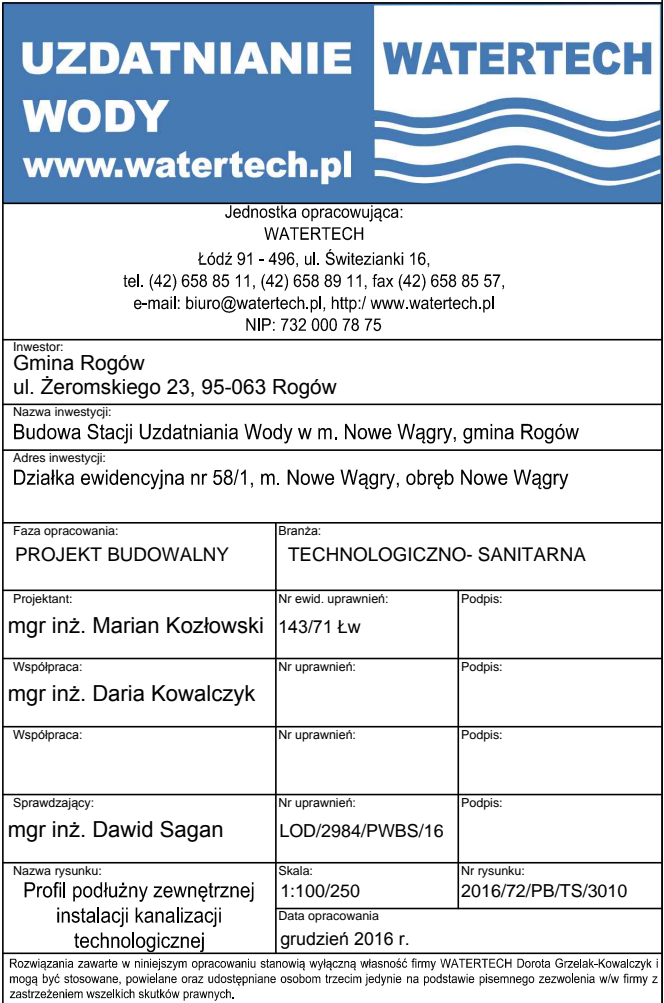 UZDATNIANIE
WODY
www.watertech.pl
WATERTECH
Jednostka opracowująca:
WATERTECH
Łódź 91 - 496, ul. Świtezianki 16,
tel. (42) 658 85 11, (42) 658 89 11, fax (42) 658 85 57,
e-mail: biuro@watertech.pl, http:/ www.watertech.pl
NIP: 732 000 78 75
Inwestor:
Gmina Rogów
ul. Żeromskiego 23, 95-063 Rogów
Nazwa inwestycji:
Budowa Stacji Uzdatniania Wody w m. Nowe Wągry, gmina Rogów
Adres inwestycji:
Działka ewidencyjna nr 58/1, m. Nowe Wągry, obręb Nowe Wągry
Faza opracowania:
PROJEKT BUDOWALNY
Branża:
TECHNOLOGICZNO- SANITARNA
Projektant:
mgr inż. Marian Kozłowski
Nr ewid. uprawnień:
143/71 Łw
Podpis:
Współpraca:
mgr inż. Daria Kowalczyk
Nr uprawnień:
Podpis:
Współpraca:
Nr uprawnień:
Podpis:
Sprawdzający:
mgr inż. Dawid Sagan
Nr uprawnień:
LOD/2984/PWBS/16
Podpis:
Nazwa rysunku:
Profil podłużny zewnętrznej
instalacji kanalizacji
technologicznej
Skala:
1:100/250
Nr rysunku:
2016/72/PB/TS/3010
Data opracowania
grudzień 2016 r.
Rozwiązania zawarte w niniejszym opracowaniu stanowią wyłączną własność firmy WATERTECH Dorota Grzelak-Kowalczyk i
mogą być stosowane, powielane oraz udostępniane osobom trzecim jedynie na podstawie pisemnego zezwolenia w/w firmy z
zastrzeżeniem wszelkich skutków prawnych.